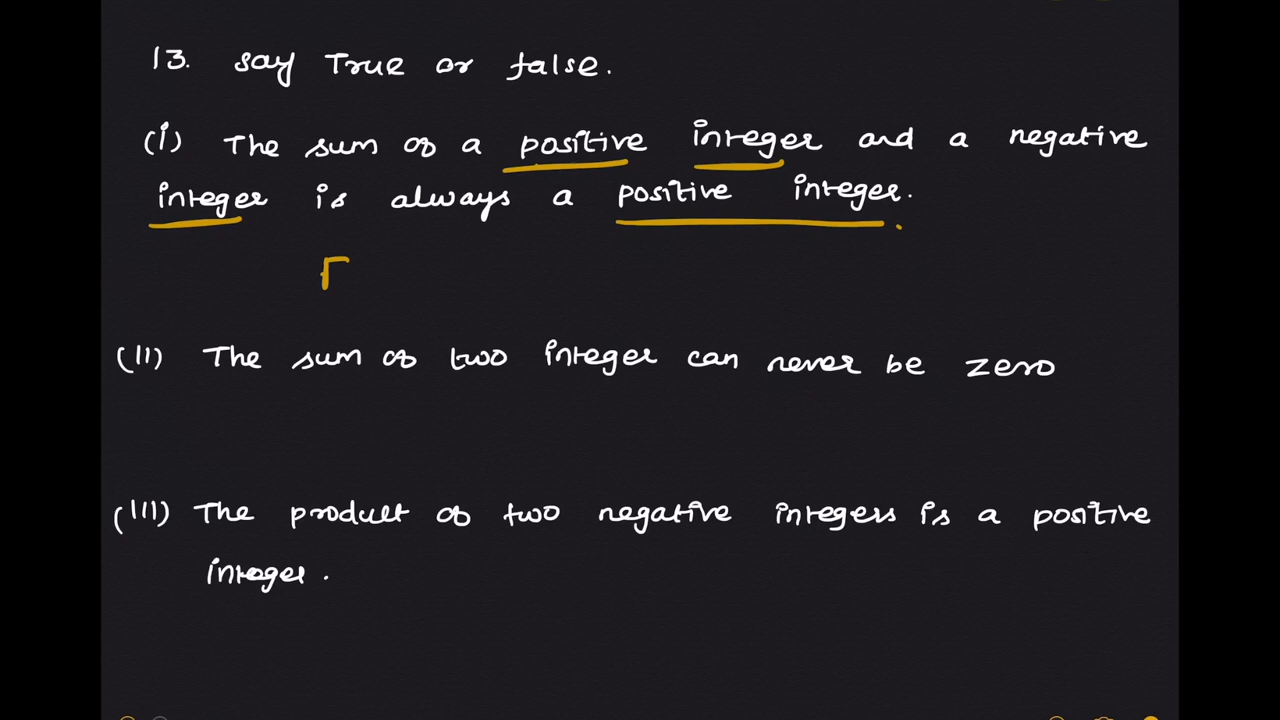 13. Say True or false.
(i) The sum of a positive integer and a negative
integer is always a positive integer.
(II) The sum of two integer can never be zero
(III) The product of two negative integers is a positive
integer.